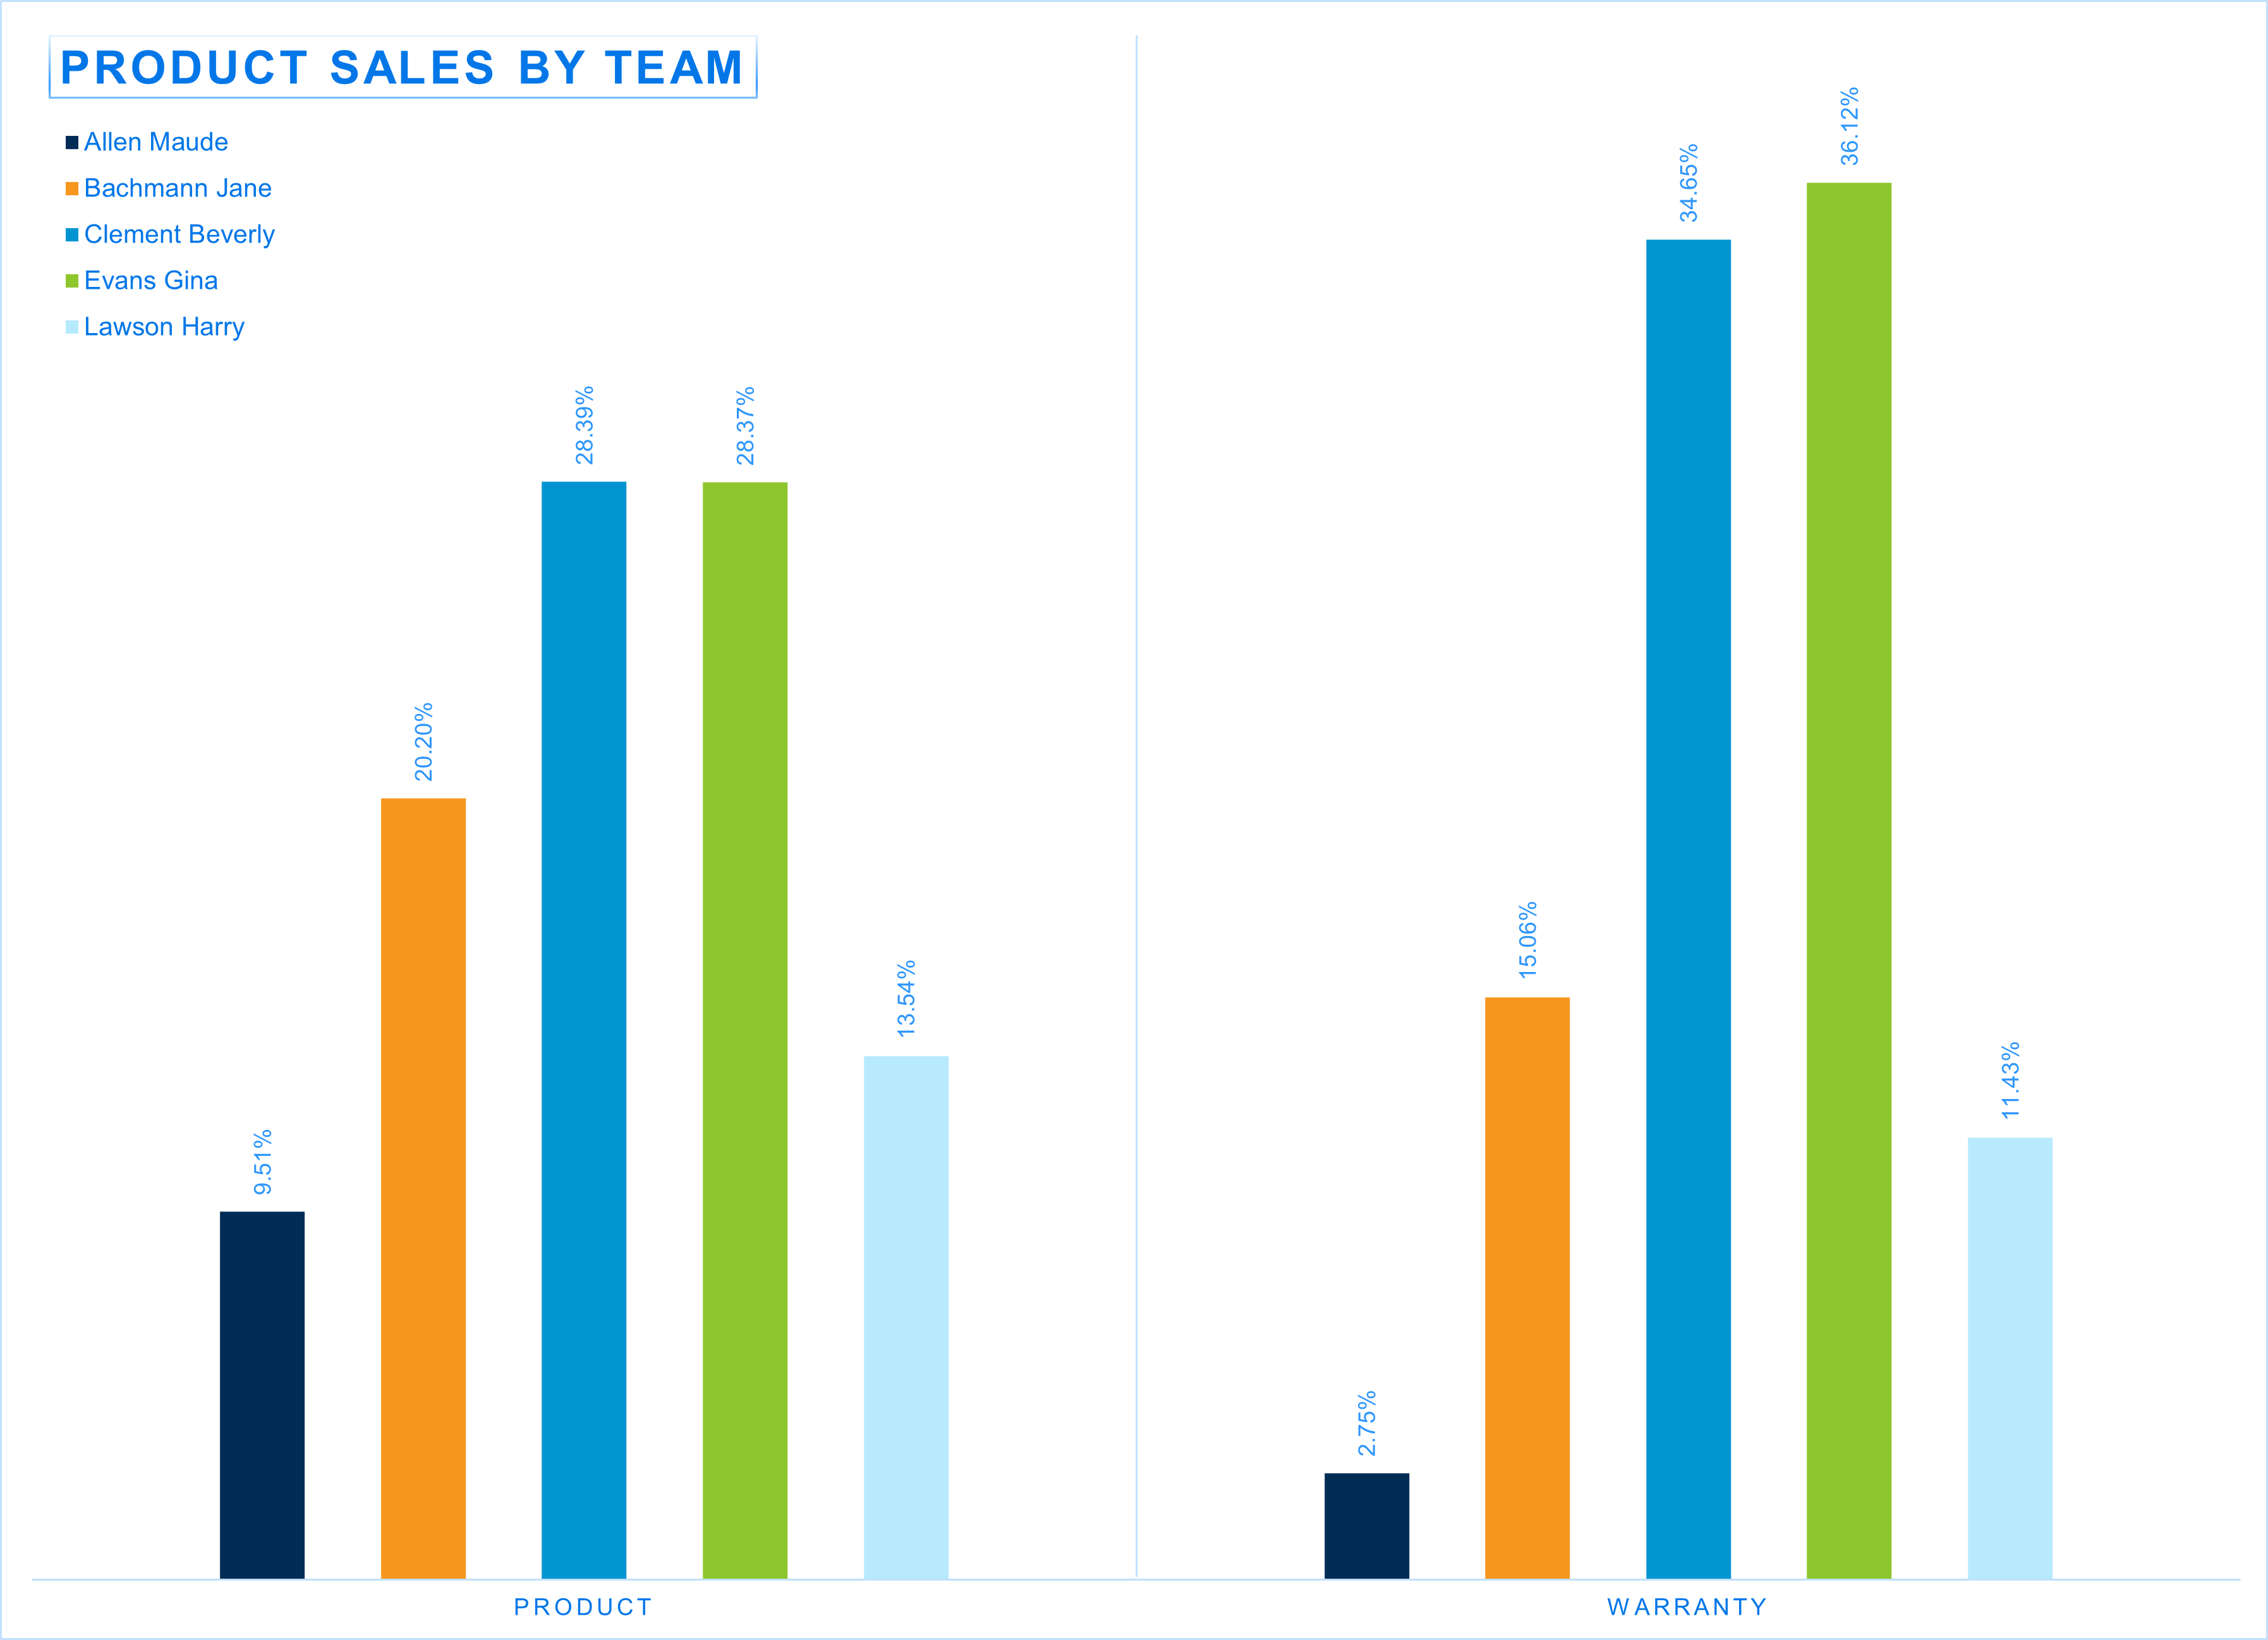 PRODUCT SALES BY TEAM
Allen Maude
Bachmann Jane
Clement Beverly
Evans Gina
Lawson Harry
9.51%
20.20%
28.39%
28.37%
13.54%
PRODUCT
2.75%
15.06%
34.65%
36.12%
11.43%
WARRANTY